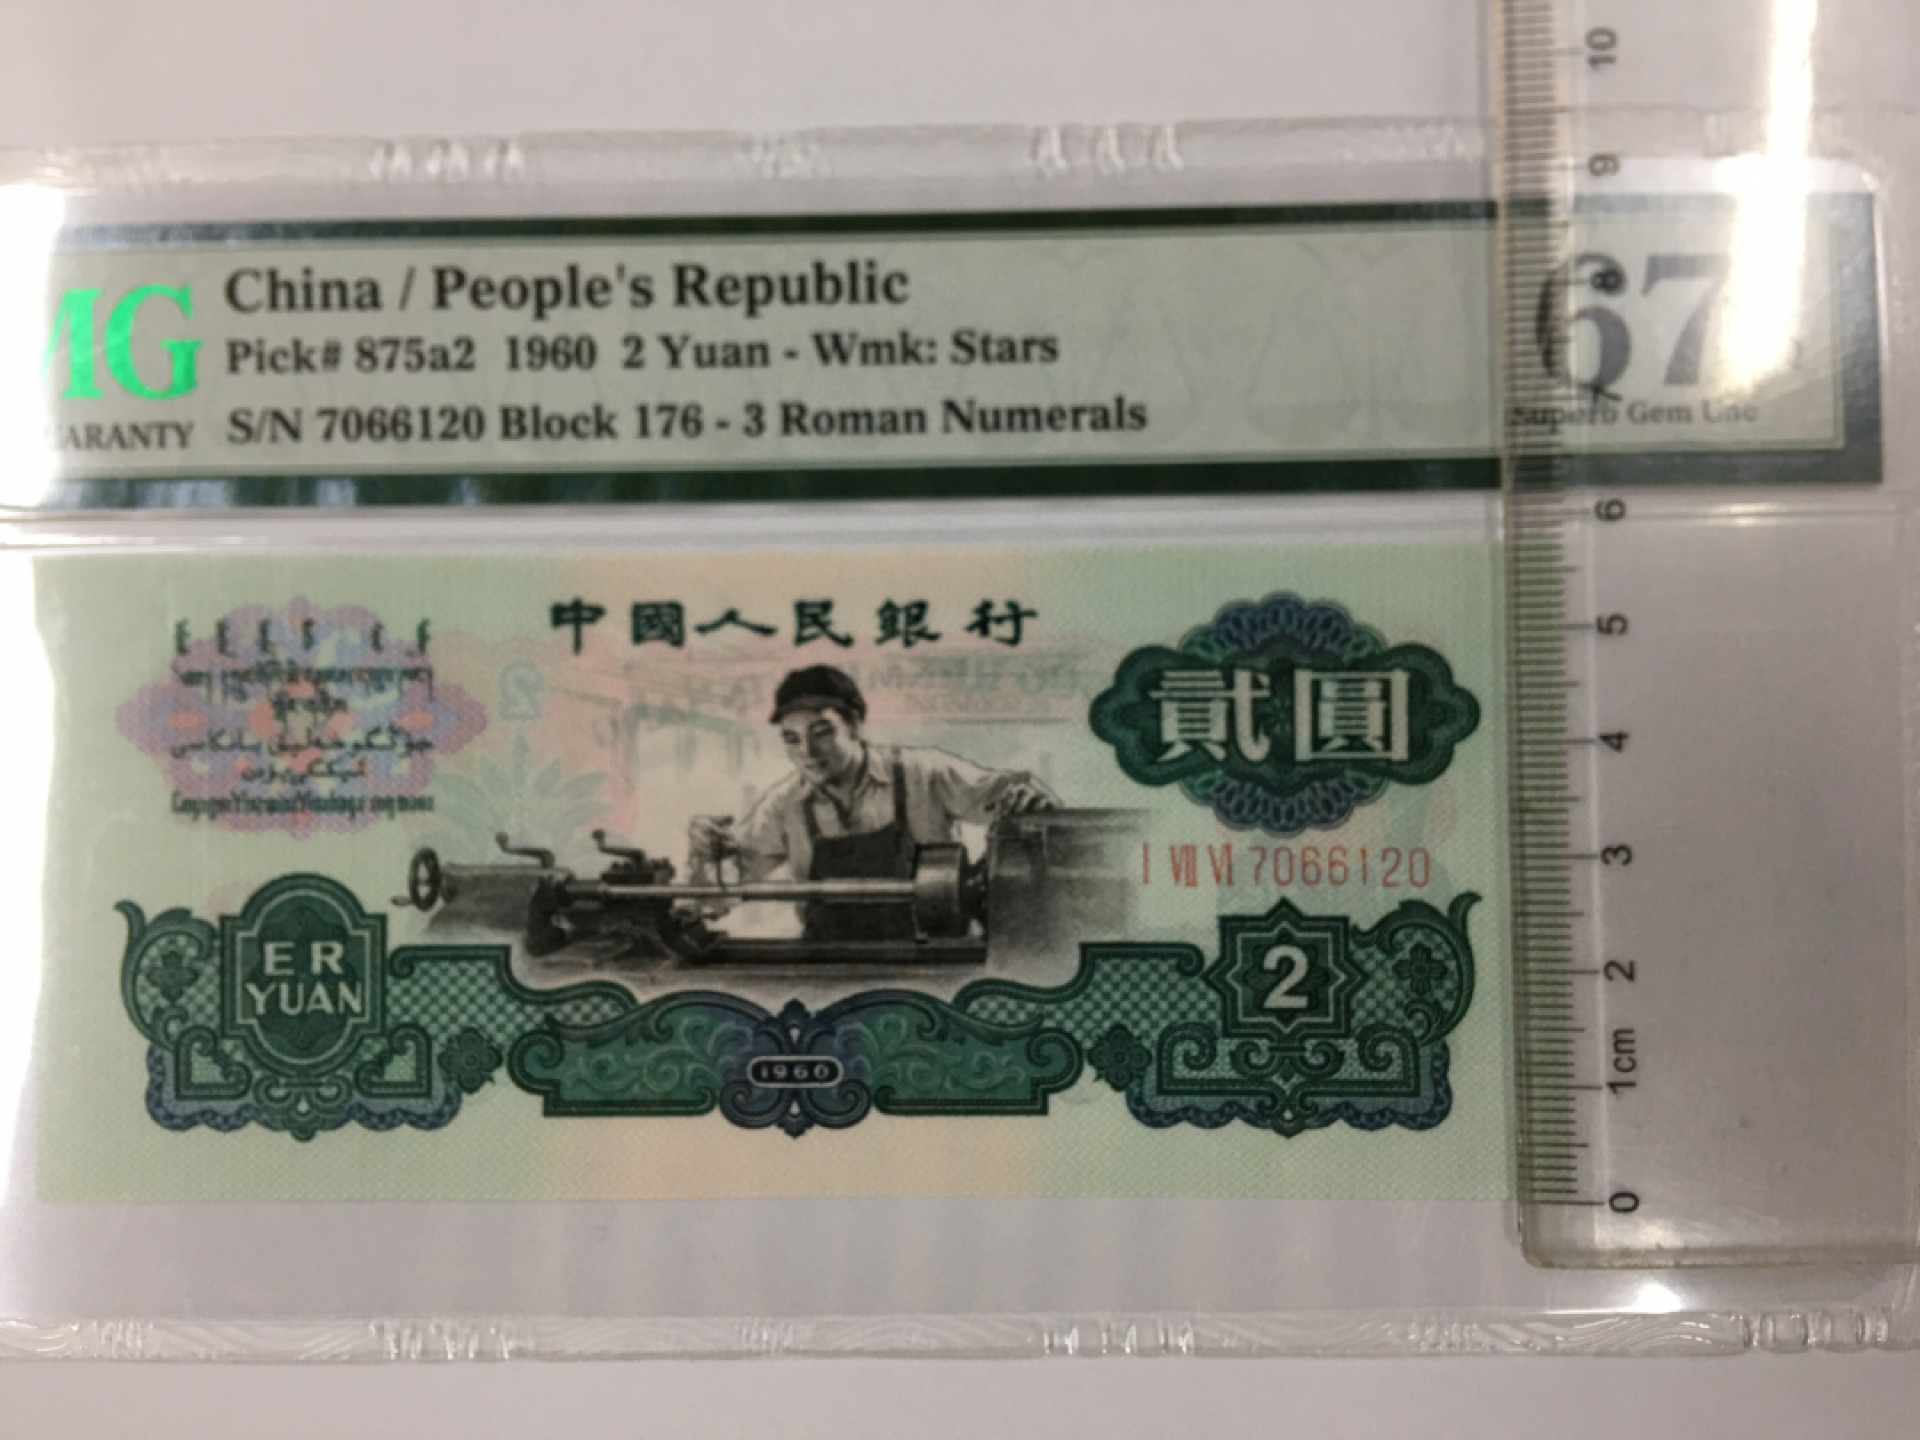 MG
China / People's Republic
Pick# 875a2 1960 2 Yuan - Wmk: Stars
ARANTY
S/N 7066120 Block 176 - 3 Roman Numerals
67
Superb Gem Unc
中國人民銀行
貳圓
I VII VI 7066120
ER
YUAN
2
1960
10
9
8
7
6
5
4
3
2
1cm
0